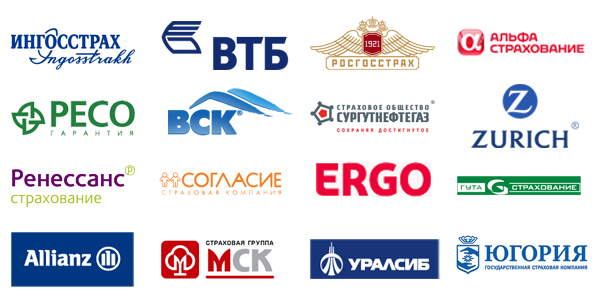 ИНГОССТРАХ
Ingosstrakh
ВТБ
1921
РОСГОССТРАХ
α АЛЬФА
СТРАХОВАНИЕ
РЕСО
ГАРАНТИЯ
ВСК®
СТРАХОВОЕ ОБЩЕСТВО
СУРГУТНЕФТЕГАЗ®
СОХРАНЯЯ ДОСТИГНУТОЕ
Z
ZURICH®
Ренессанс
страхование
СОГЛАСИЕ
СТРАХОВАЯ КОМПАНИЯ
ERGO
ГУТА G СТРАХОВАНИЕ
Allianz
СТРАХОВАЯ ГРУППА
МСК
УРАЛСИБ
ЮГОРИЯ
ГОСУДАРСТВЕННАЯ СТРАХОВАЯ КОМПАНИЯ